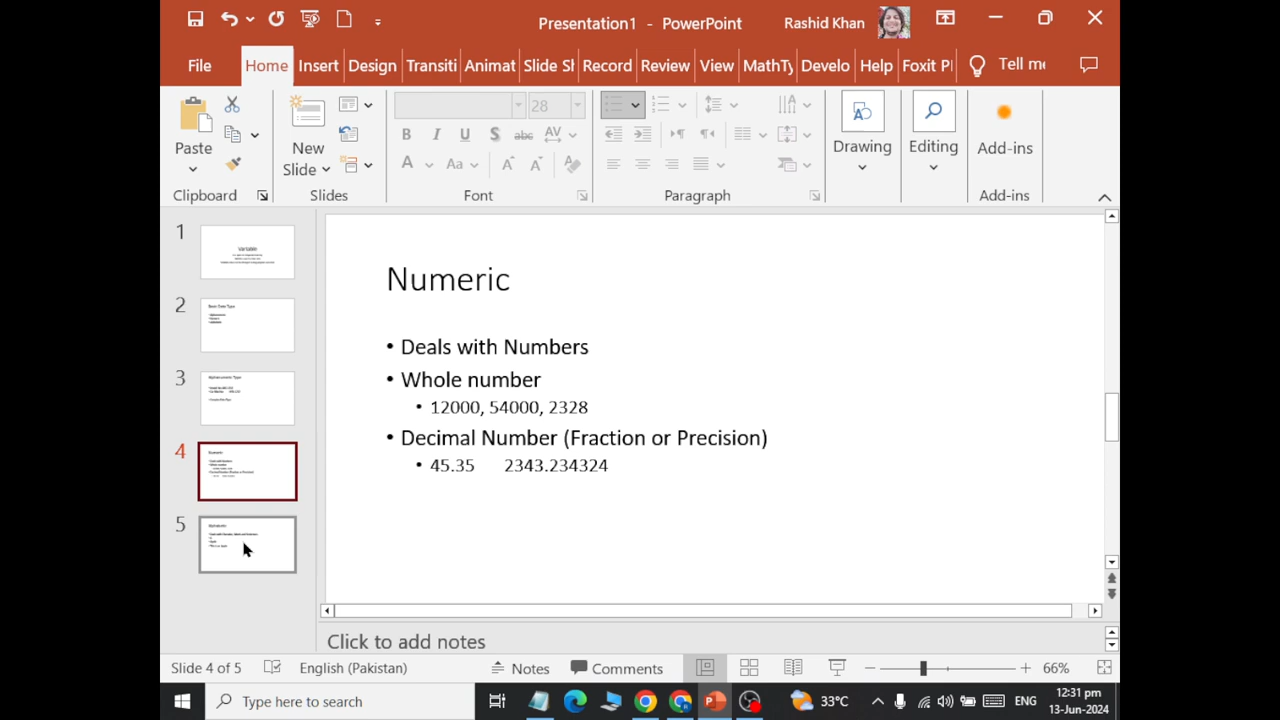 Presentation1 - PowerPoint
Rashid Khan
File Home Insert Design Transiti Animat Slide Sh Record Review View MathTy Develo Help Foxit P Tell me
28
Paste
New
Slide
Drawing
Editing
Add-ins
Clipboard
Slides
Font
Paragraph
Add-ins
1
2
3
4
5
Numeric
• Deals with Numbers
• Whole number
• 12000, 54000, 2328
• Decimal Number (Fraction or Precision)
• 45.35 2343.234324
Click to add notes
Slide 4 of 5 English (Pakistan) Notes Comments 66%
Type here to search
33°C
ENG
12:31 pm
13-Jun-2024